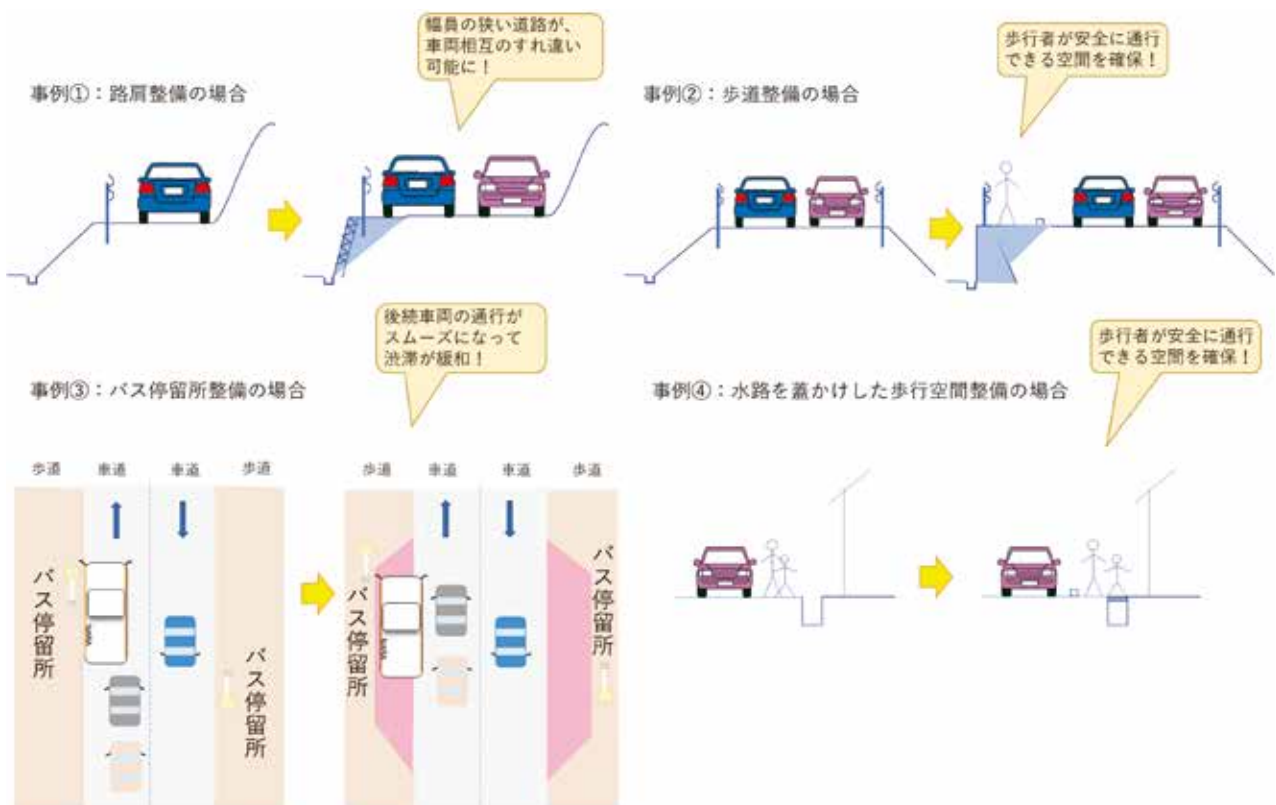 幅員の狭い道路が、
車両相互のすれ違い
可能に！
歩行者が安全に通行
できる空間を確保！
事例①：路肩整備の場合
事例②：歩道整備の場合
後続車両の通行が
スムーズになって
渋滞が緩和！
歩行者が安全に通行
できる空間を確保！
事例③：バス停留所整備の場合
事例④：水路を蓋かけした歩行空間整備の場合
歩道 車道 車道 歩道
歩道 車道 車道 歩道
バス停留所
バス停留所
バス停留所
バス停留所